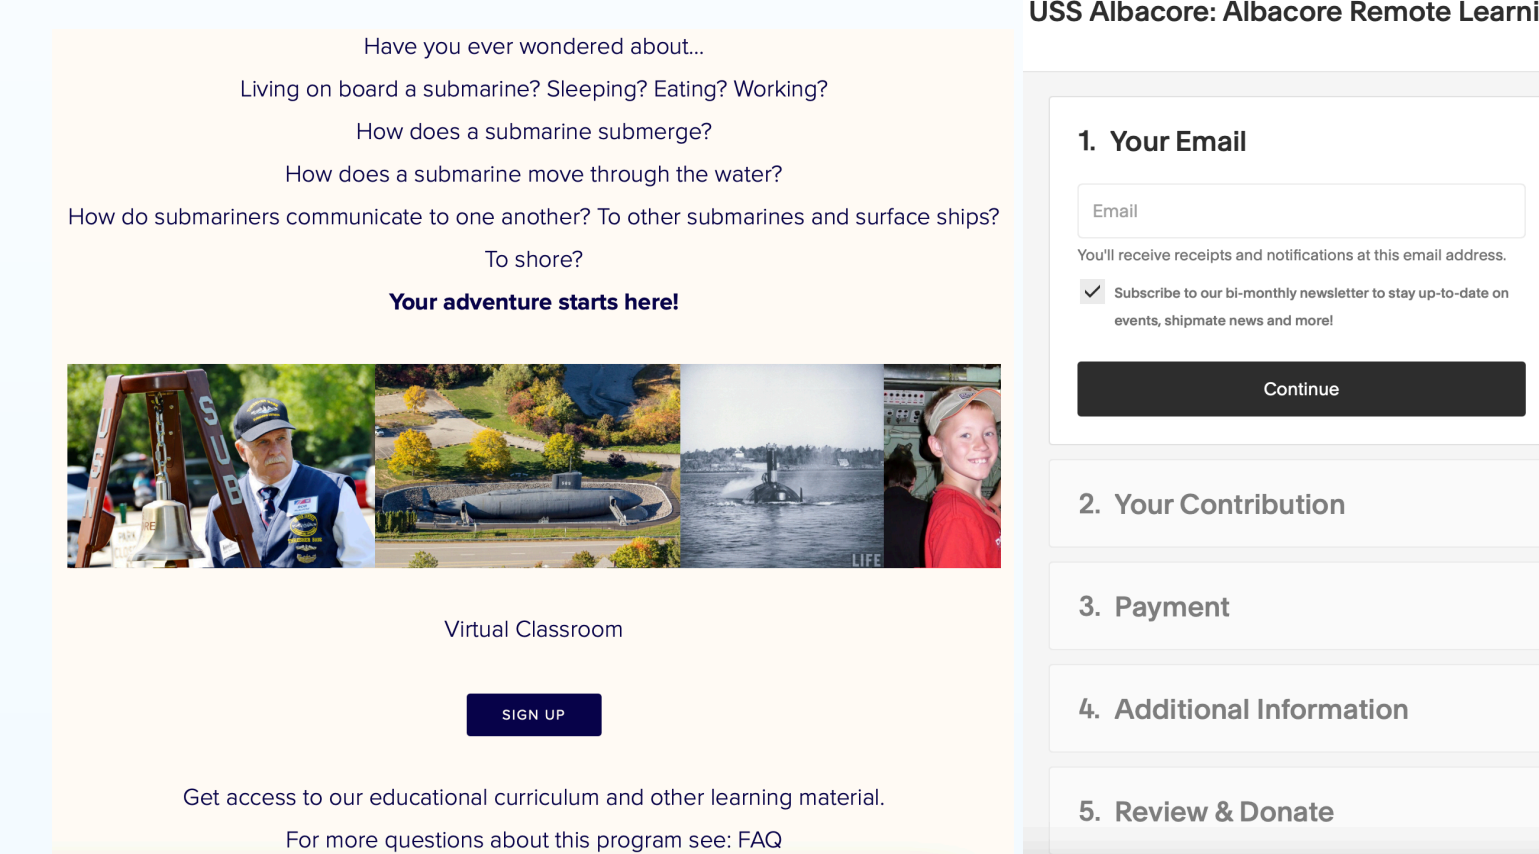 Have you ever wondered about...
Living on board a submarine? Sleeping? Eating? Working?
How does a submarine submerge?
How does a submarine move through the water?
How do submariners communicate to one another? To other submarines and surface ships?
To shore?
Your adventure starts here!
SUB
LIFE
Virtual Classroom
SIGN UP
Get access to our educational curriculum and other learning material.
For more questions about this program see: FAQ
USS Albacore: Albacore Remote Learni
1. Your Email
Email
You'll receive receipts and notifications at this email address.
Subscribe to our bi-monthly newsletter to stay up-to-date on
events, shipmate news and more!
Continue
2. Your Contribution
3. Payment
4. Additional Information
5. Review & Donate